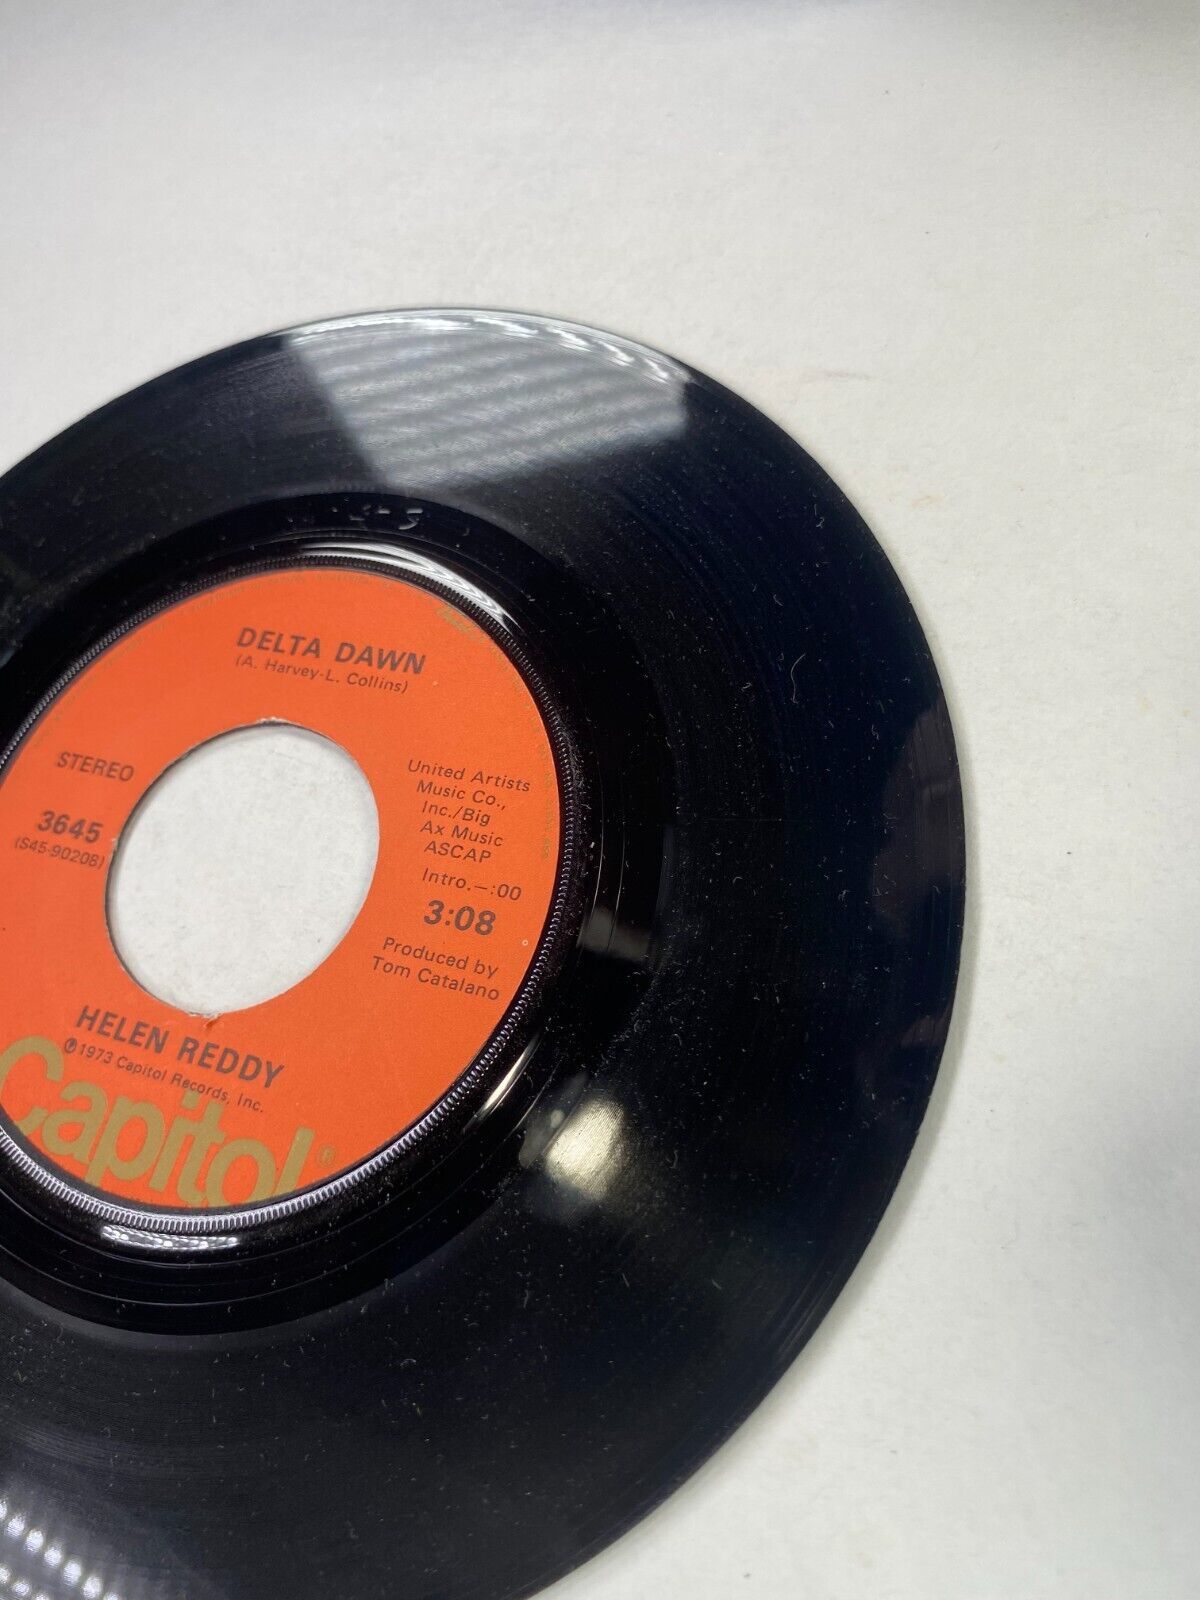 DELTA DAWN
(A. Harvey-L. Collins)
STEREO
3645
(S45-90208)
United Artists
Music Co.,
Inc./Big
Ax Music
ASCAP
Intro.—:00
3:08
Produced by
Tom Catalano
HELEN REDDY
℗1973 Capitol Records, Inc.
Capitol®